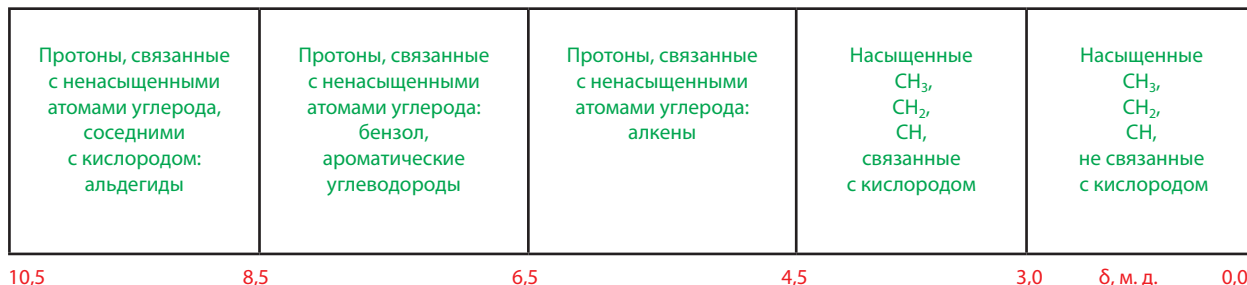 Протоны, связанные
с ненасыщенными
атомами углерода,
соседними
с кислородом:
альдегиды
Протоны, связанные
с ненасыщенными
атомами углерода:
бензол,
ароматические
углеводороды
Протоны, связанные
с ненасыщенными
атомами углерода:
алкены
Насыщенные
CH₃,
CH₂,
CH,
связанные
с кислородом
Насыщенные
CH₃,
CH₂,
CH,
не связанные
с кислородом
10,5 8,5 6,5 4,5 3,0 δ, м. д. 0,0